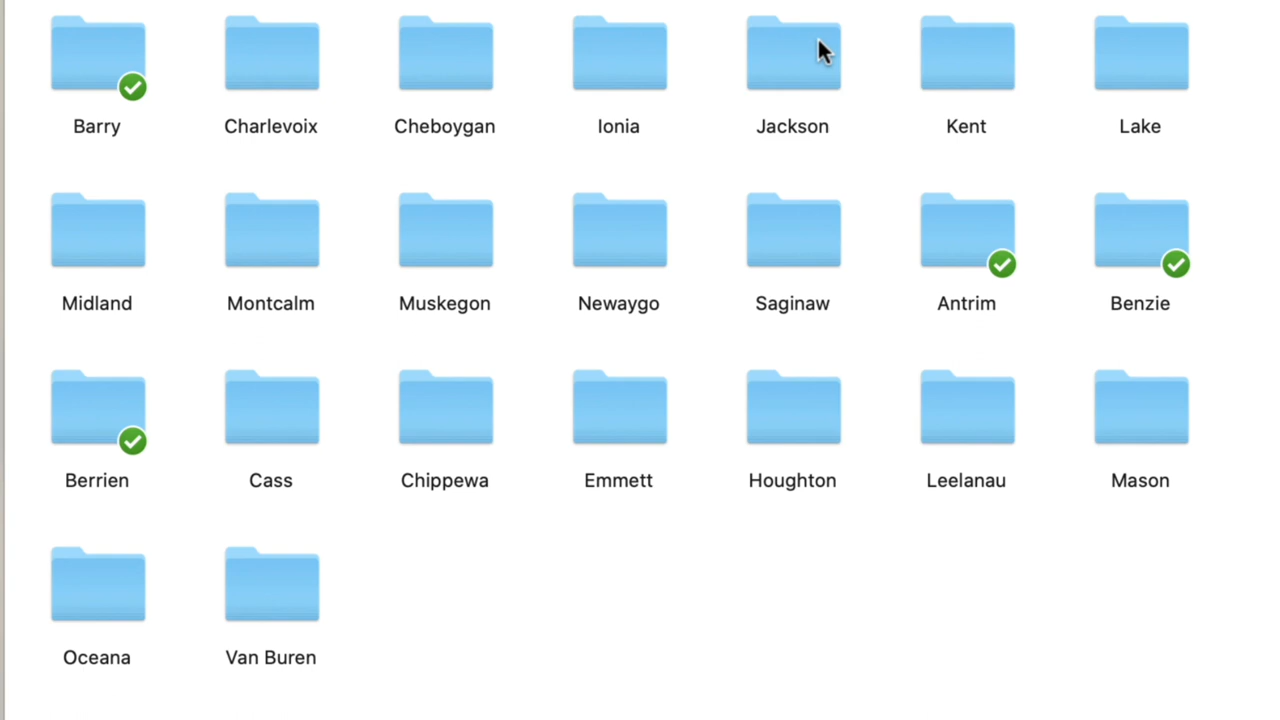 Barry Charlevoix Cheboygan Ionia Jackson Kent Lake
Midland Montcalm Muskegon Newaygo Saginaw Antrim Benzie
Berrien Cass Chippewa Emmett Houghton Leelanau Mason
Oceana Van Buren